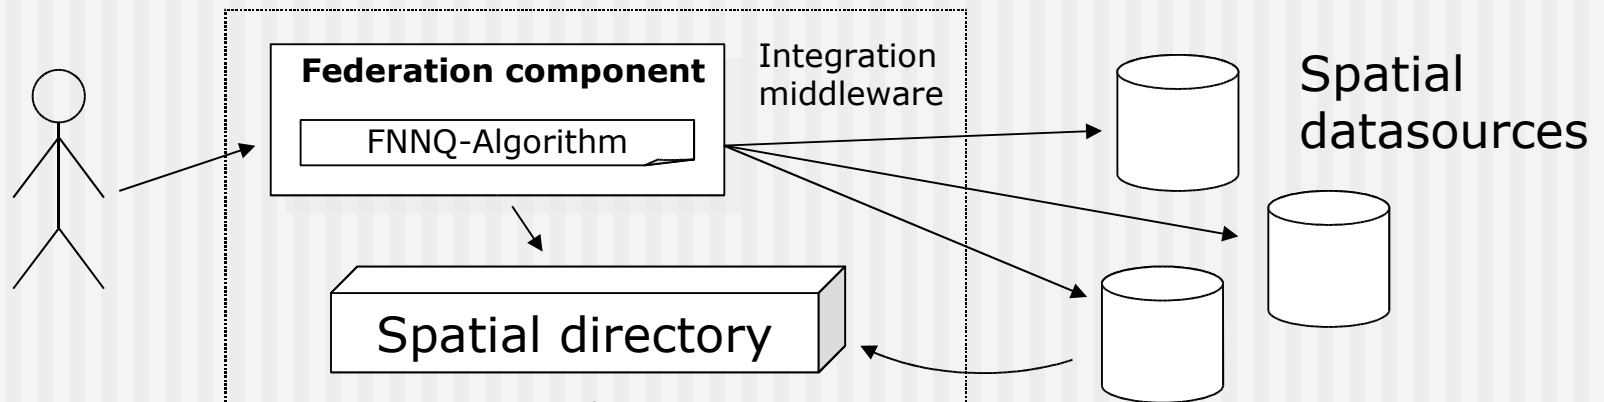 Federation component
FNNQ-Algorithm
Integration
middleware
Spatial
datasources
Spatial directory